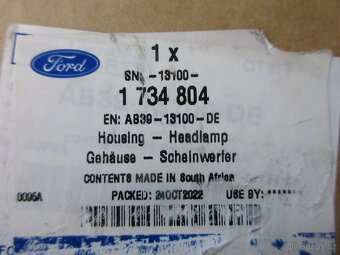 Ford
1 x
SN: -13100-
1 734 804
EN: AB39-13100-DE
Housing - Headlamp
Gehäuse - Scheinwerfer
CONTENTS MADE IN South Africa
0095A
PACKED: 24OCT2022
USE BY: *******